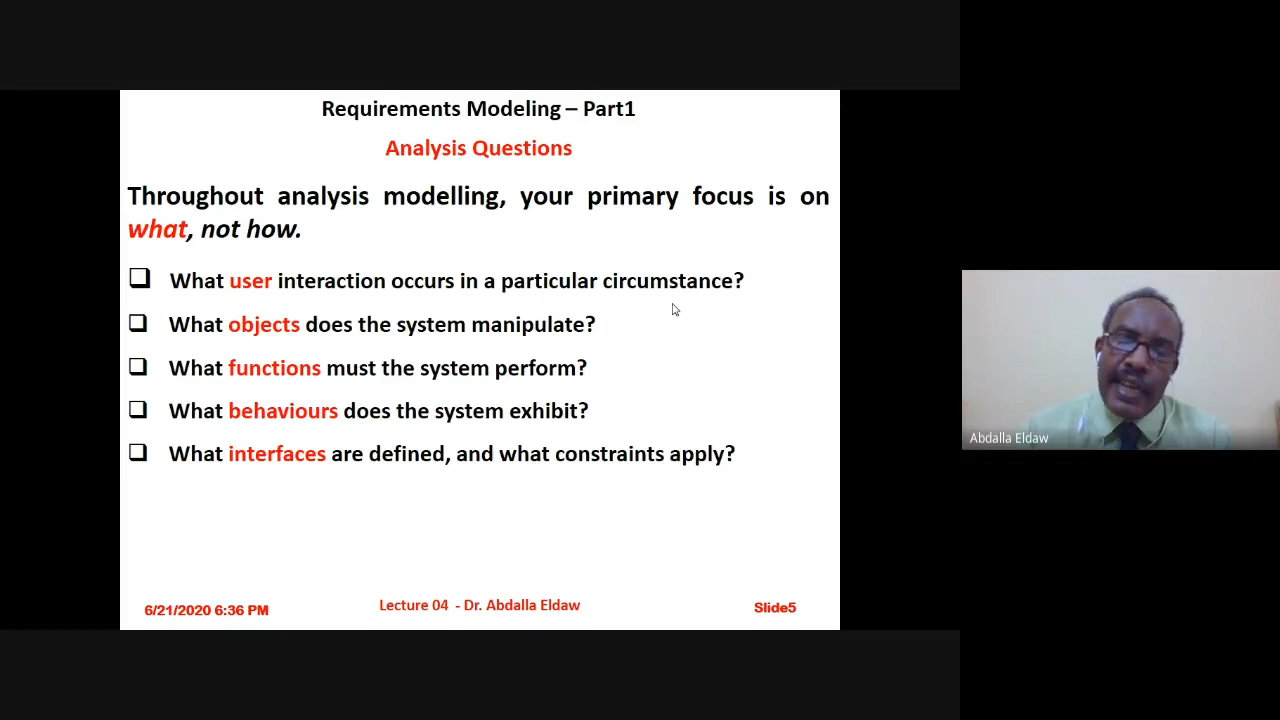 Requirements Modeling – Part1
Analysis Questions
Throughout analysis modelling, your primary focus is on
what, not how.
❑ What user interaction occurs in a particular circumstance?
❑ What objects does the system manipulate?
❑ What functions must the system perform?
❑ What behaviours does the system exhibit?
❑ What interfaces are defined, and what constraints apply?
6/21/2020 6:36 PM
Lecture 04 - Dr. Abdalla Eldaw
Slide5
Abdalla Eldaw